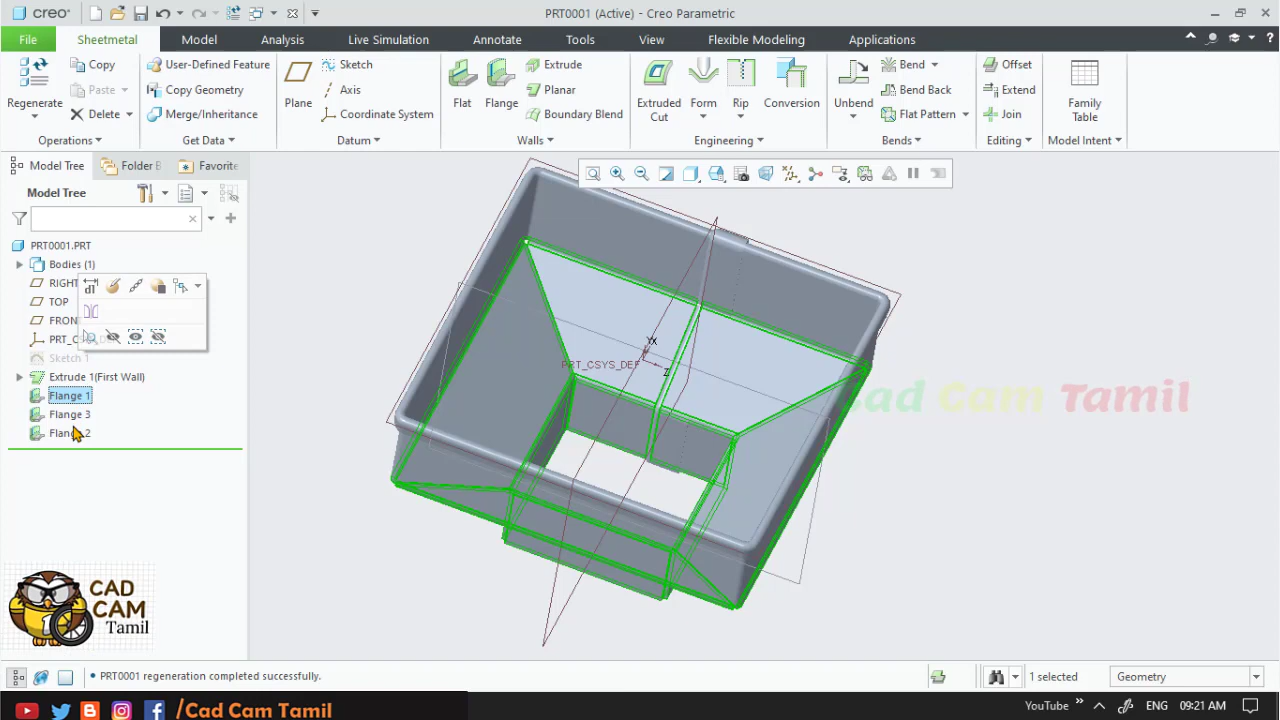 creo
PRT0001 (Active) - Creo Parametric
File Sheetmetal Model Analysis Live Simulation Annotate Tools View Flexible Modeling Applications
Regenerate
Copy
Paste
Delete
Operations
User-Defined Feature
Copy Geometry
Merge/Inheritance
Get Data
Plane
Sketch
Axis
Coordinate System
Datum
Flat
Flange
Extrude
Planar
Boundary Blend
Walls
Extruded Cut
Form
Rip
Conversion
Engineering
Unbend
Bend
Bend Back
Flat Pattern
Bends
Offset
Extend
Join
Editing
Family Table
Model Intent
Model Tree Folder B Favorite
Model Tree
PRT0001.PRT
Bodies (1)
RIGH
TOP
FRON
PRT_C
Sketch 1
Extrude 1(First Wall)
Flange 1
Flange 3
Flan 2
YX
PRT_CSYS_DEF
Z
Cad Cam Tamil
CAD
CAM
Tamil
PRT0001 regeneration completed successfully.
1 selected
Geometry
/Cad Cam Tamil
YouTube
ENG
09:21 AM